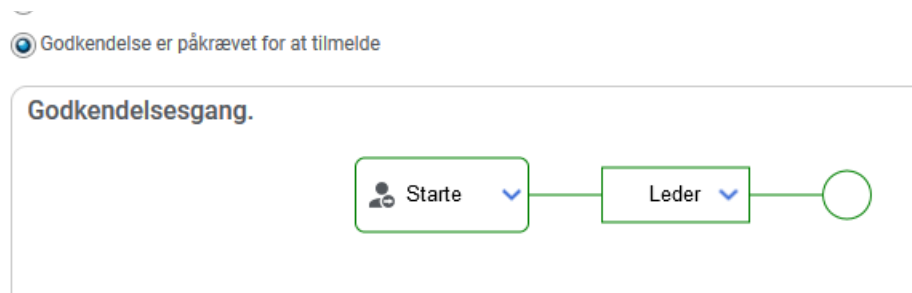 Godkendelse er påkrævet for at tilmelde
Godkendelsesgang.
Starte
Leder